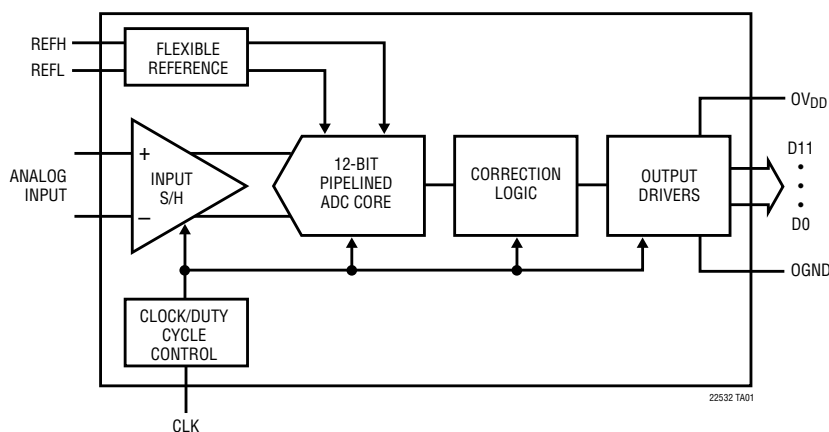 REFH
REFL
FLEXIBLE
REFERENCE
OVDD
D11
ANALOG
INPUT
+
–
INPUT
S/H
12-BIT
PIPELINED
ADC CORE
CORRECTION
LOGIC
OUTPUT
DRIVERS
•
•
•
D0
OGND
CLOCK/DUTY
CYCLE
CONTROL
22532 TA01
CLK